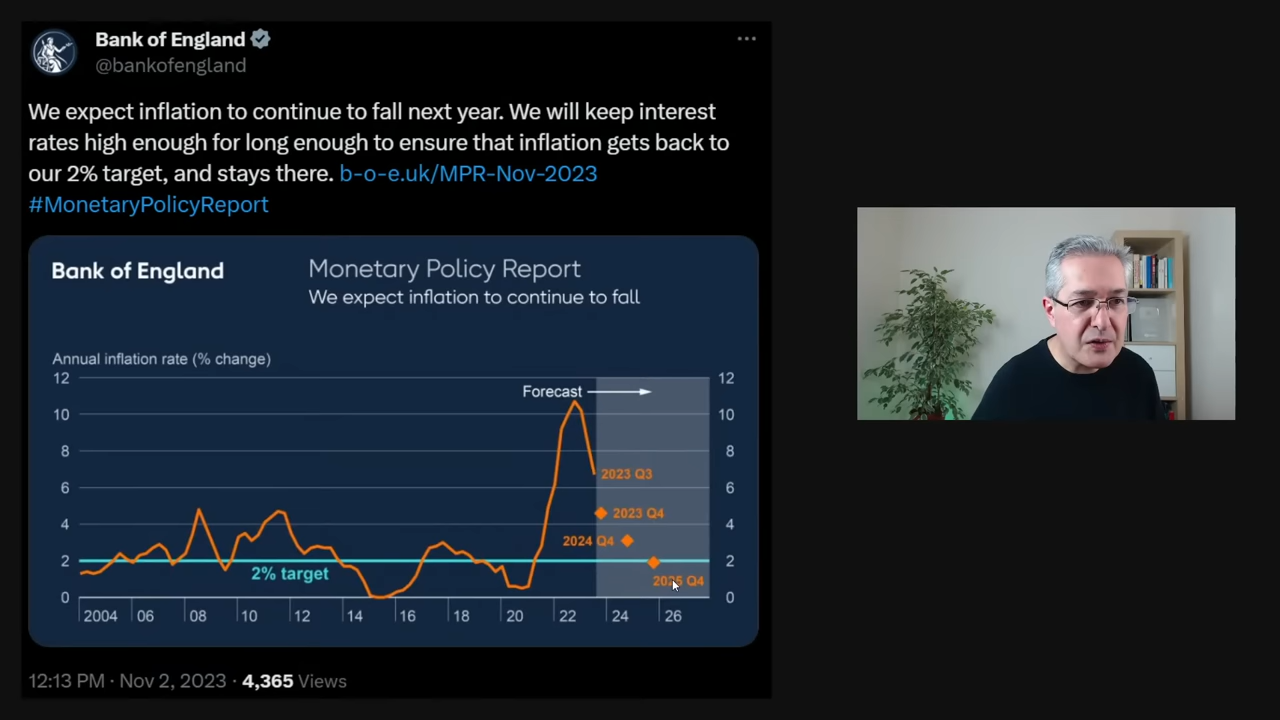 Bank of England
@bankofengland
We expect inflation to continue to fall next year. We will keep interest
rates high enough for long enough to ensure that inflation gets back to
our 2% target, and stays there. b-o-e.uk/MPR-Nov-2023
#MonetaryPolicyReport
Bank of England
Monetary Policy Report
We expect inflation to continue to fall
Annual inflation rate (% change)
12 12
Forecast
10 10
8 8
2023 Q3
6 6
2023 Q4
4 4
2024 Q4
2 2
2% target
2025 Q4
0 0
2004 06 08 10 12 14 16 18 20 22 24 26
12:13 PM · Nov 2, 2023 · 4,365 Views